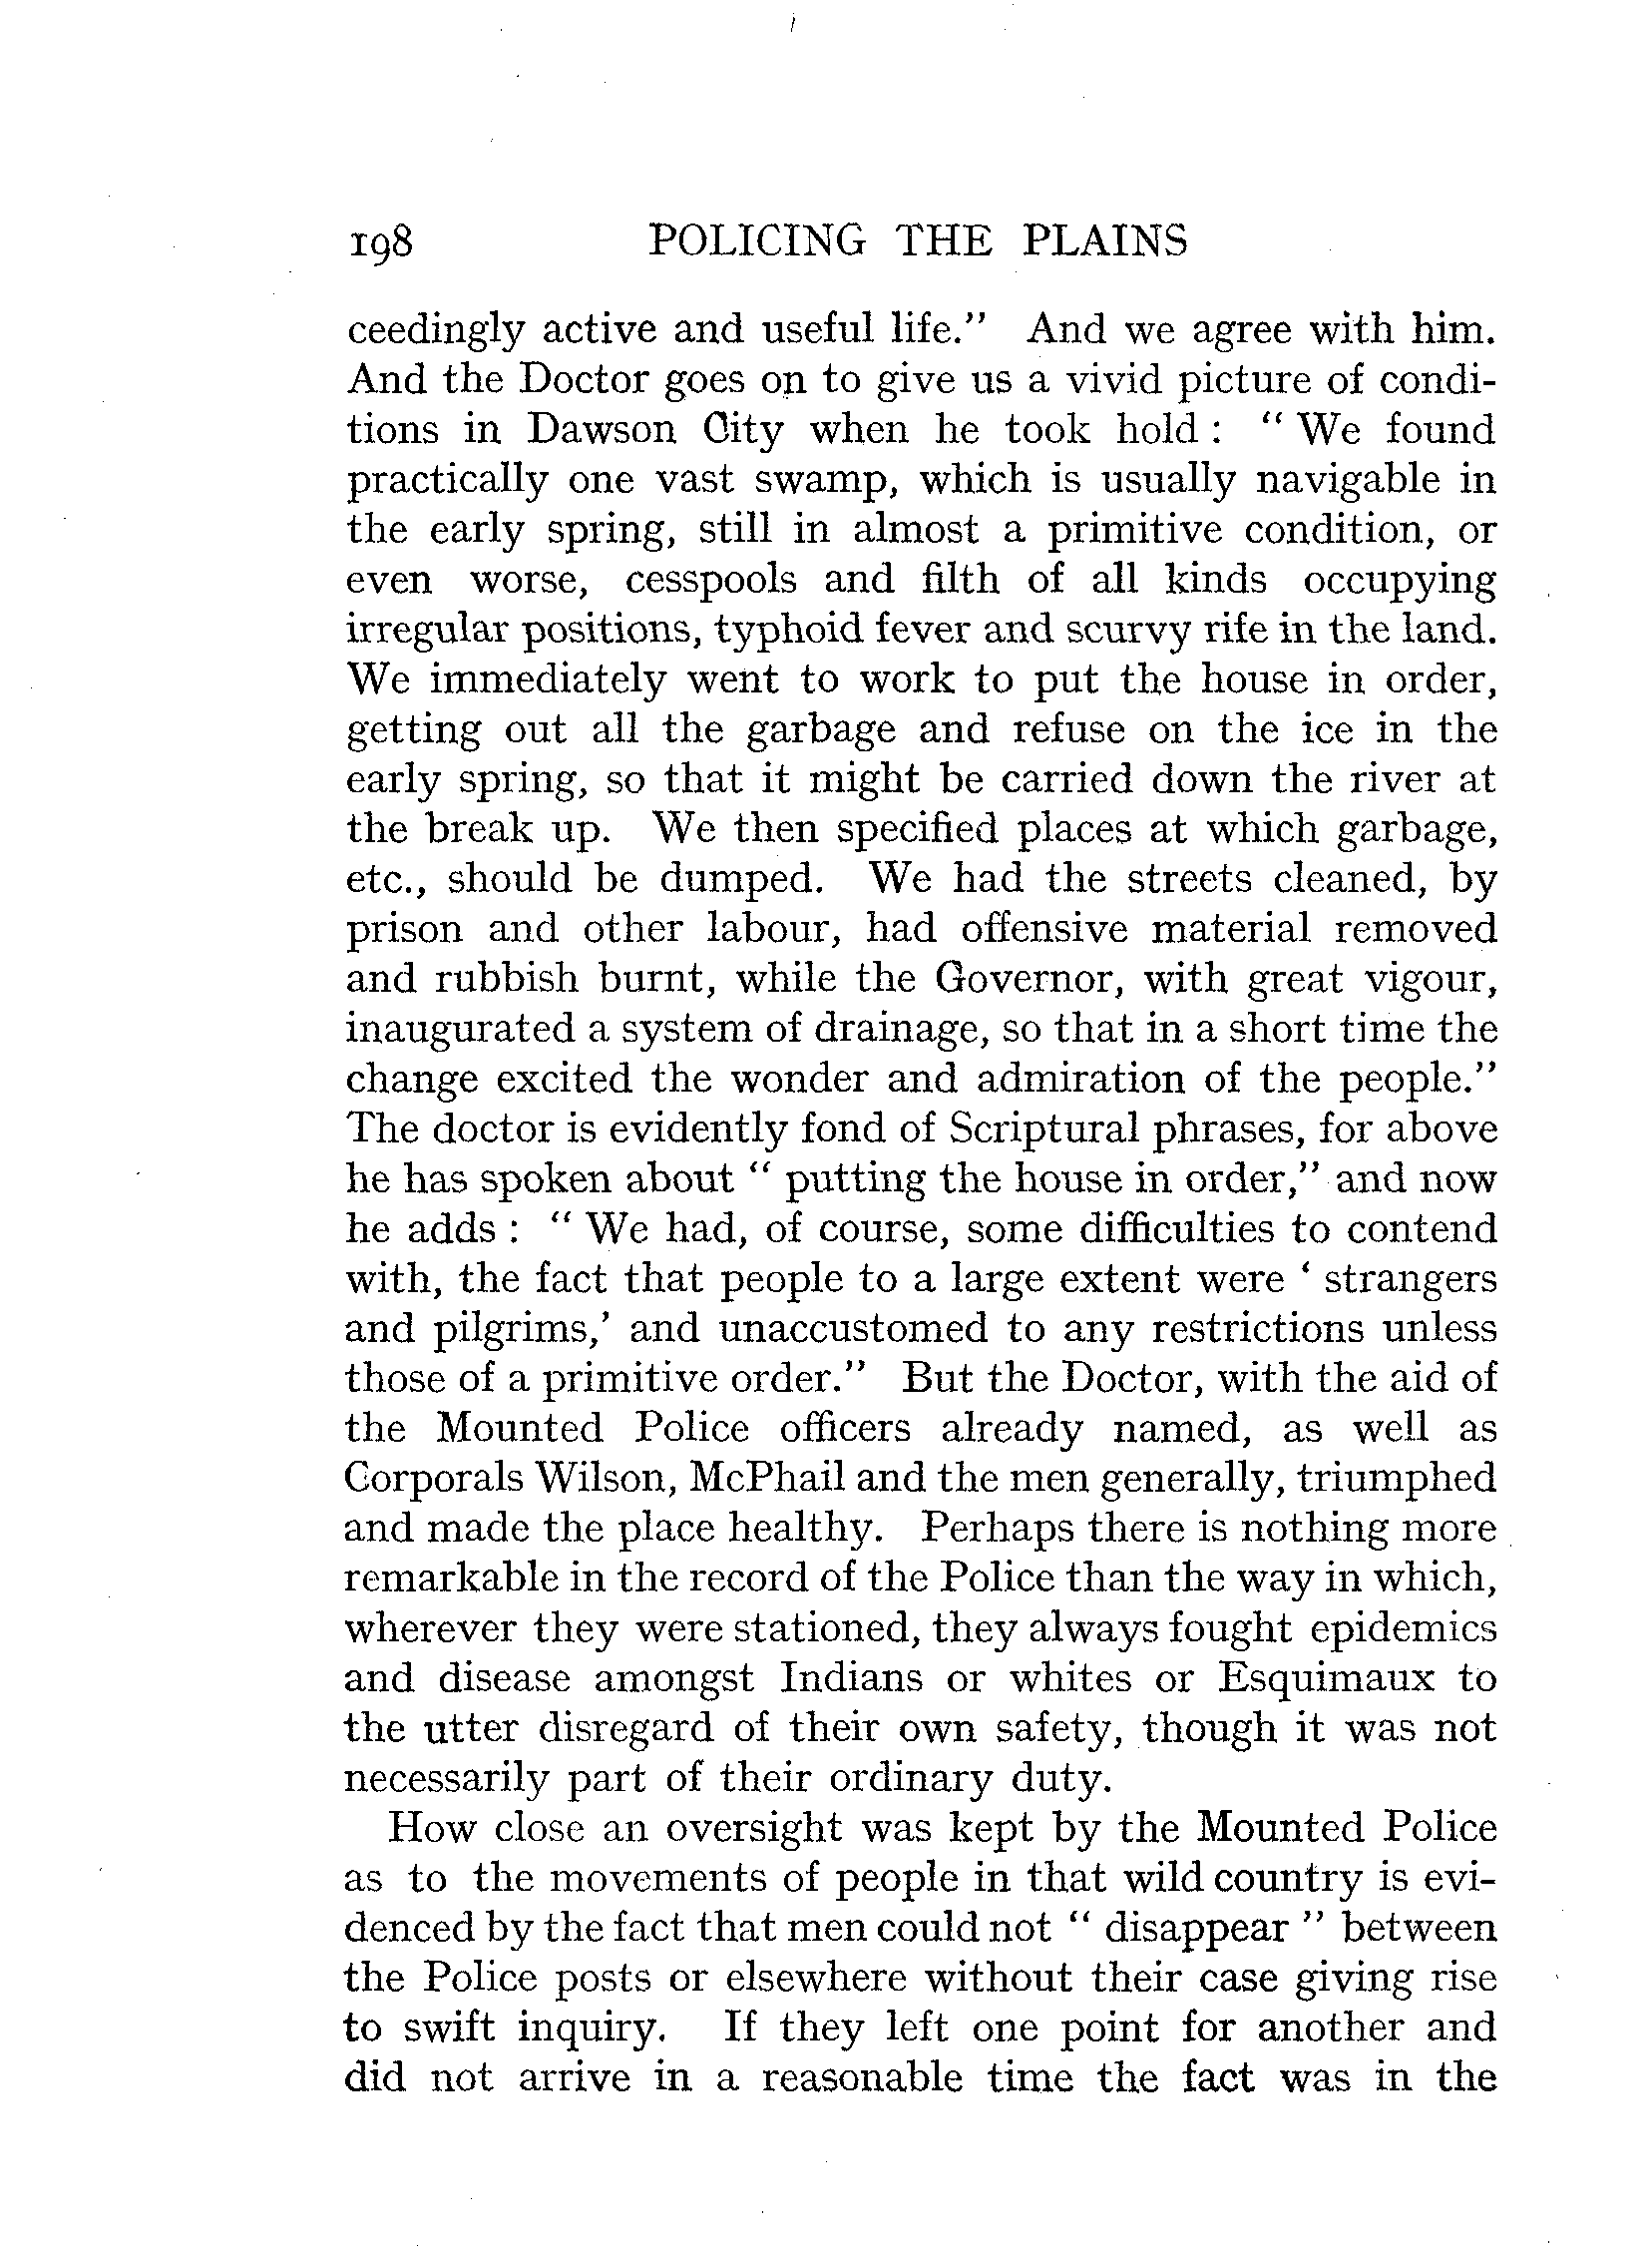 198 POLICING THE PLAINS
ceedingly active and useful life." And we agree with him.
And the Doctor goes on to give us a vivid picture of condi-
tions in Dawson City when he took hold : " We found
practically one vast swamp, which is usually navigable in
the early spring, still in almost a primitive condition, or
even worse, cesspools and filth of all kinds occupying
irregular positions, typhoid fever and scurvy rife in the land.
We immediately went to work to put the house in order,
getting out all the garbage and refuse on the ice in the
early spring, so that it might be carried down the river at
the break up. We then specified places at which garbage,
etc., should be dumped. We had the streets cleaned, by
prison and other labour, had offensive material removed
and rubbish burnt, while the Governor, with great vigour,
inaugurated a system of drainage, so that in a short time the
change excited the wonder and admiration of the people."
The doctor is evidently fond of Scriptural phrases, for above
he has spoken about " putting the house in order," and now
he adds : " We had, of course, some difficulties to contend
with, the fact that people to a large extent were ' strangers
and pilgrims,' and unaccustomed to any restrictions unless
those of a primitive order." But the Doctor, with the aid of
the Mounted Police officers already named, as well as
Corporals Wilson, McPhail and the men generally, triumphed
and made the place healthy. Perhaps there is nothing more
remarkable in the record of the Police than the way in which,
wherever they were stationed, they always fought epidemics
and disease amongst Indians or whites or Esquimaux to
the utter disregard of their own safety, though it was not
necessarily part of their ordinary duty.
How close an oversight was kept by the Mounted Police
as to the movements of people in that wild country is evi-
denced by the fact that men could not " disappear " between
the Police posts or elsewhere without their case giving rise
to swift inquiry. If they left one point for another and
did not arrive in a reasonable time the fact was in the